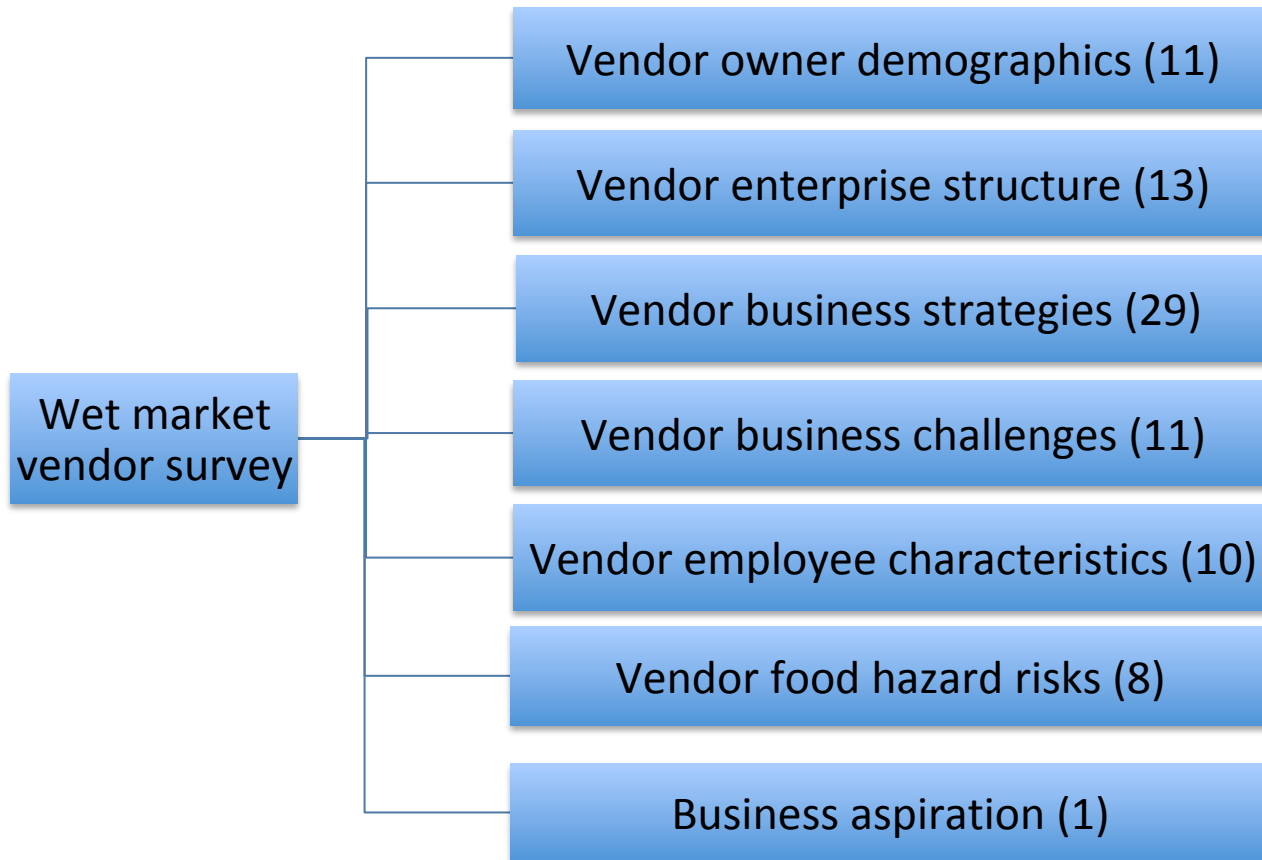 Vendor owner demographics (11)
Vendor enterprise structure (13)
Vendor business strategies (29)
Wet market
vendor survey
Vendor business challenges (11)
Vendor employee characteristics (10)
Vendor food hazard risks (8)
Business aspiration (1)